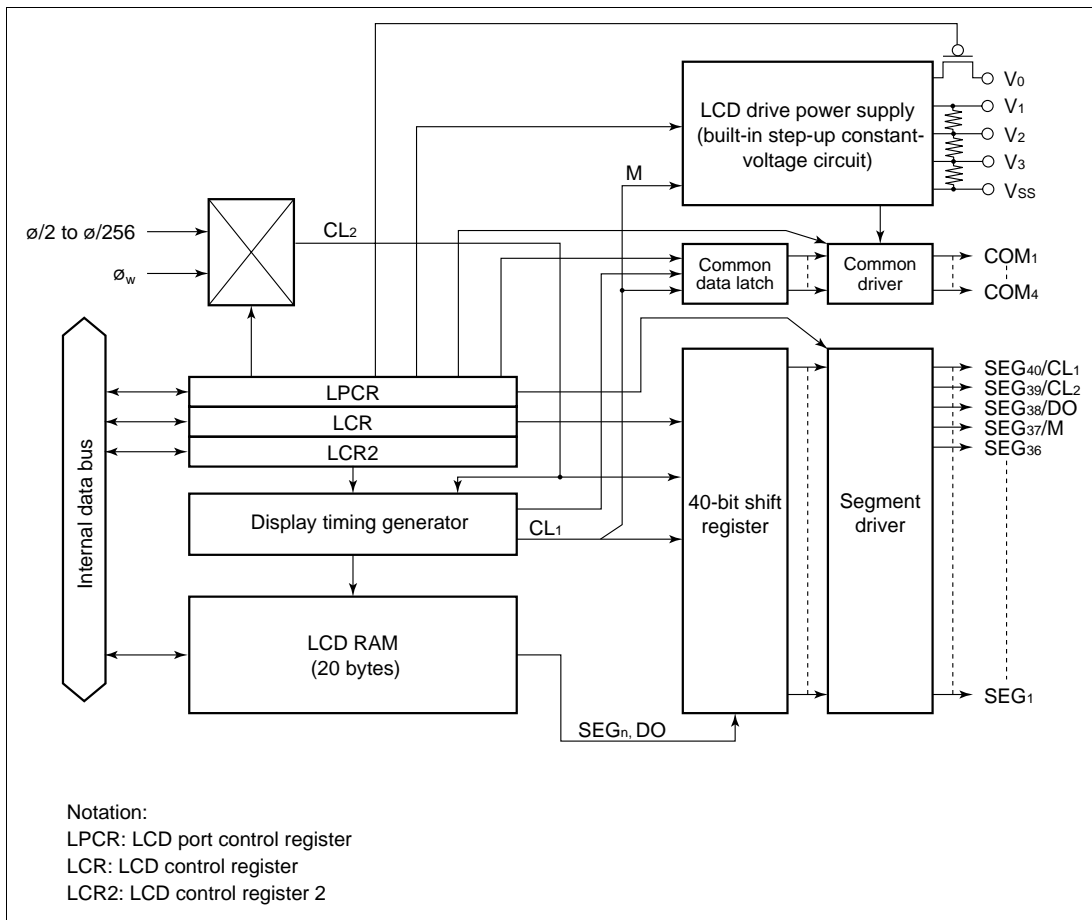 V0
V1
V2
V3
VSS
LCD drive power supply
(built-in step-up constant-
voltage circuit)
M
ø/2 to ø/256
øw
CL2
Common
data latch
Common
driver
COM1
COM4
Internal data bus
LPCR
LCR
LCR2
Display timing generator
CL1
LCD RAM
(20 bytes)
SEGn, DO
40-bit shift
register
Segment
driver
SEG40/CL1
SEG39/CL2
SEG38/DO
SEG37/M
SEG36
SEG1
Notation:
LPCR: LCD port control register
LCR: LCD control register
LCR2: LCD control register 2